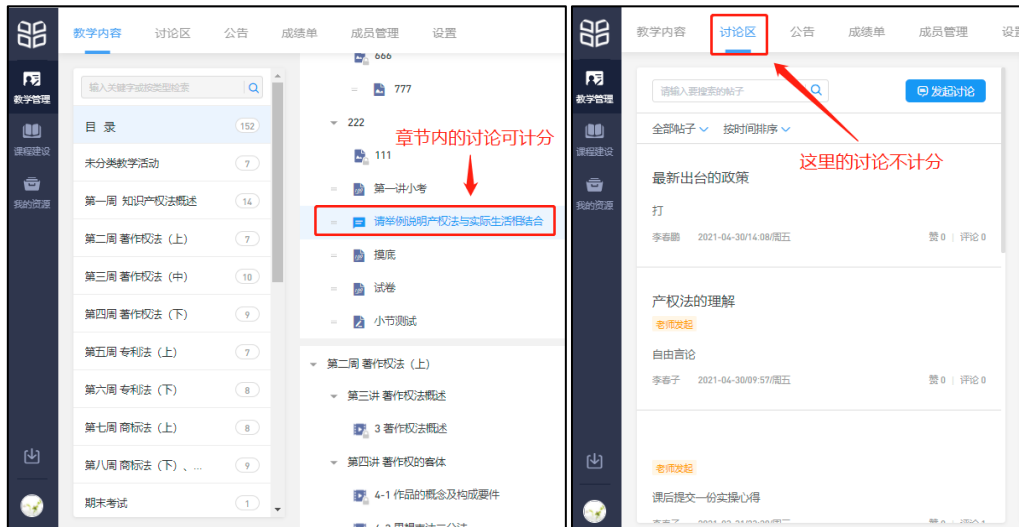 教学内容 讨论区 公告 成绩单 成员管理 设置
教学管理
课程建设
我的资源
输入关键字或按类型检索
目 录 152
未分类教学活动 7
第一周 知识产权法概述 14
第二周 著作权法（上） 7
第三周 著作权法（中） 10
第四周 著作权法（下） 9
第五周 专利法（上） 7
第六周 专利法（下） 8
第七周 商标法（上） 8
第八周 商标法（下）、... 9
期末考试 1
666
777
222
章节内的讨论可计分
111
第一讲小考
请举例说明产权法与实际生活相结合
摸底
试卷
小节测试
第二周 著作权法（上）
第三讲 著作权法概述
3 著作权法概述
第四讲 著作权的客体
4-1 作品的概念及构成要件
4-2 思想表达二分法
教学内容 讨论区 公告 成绩单 成员管理
教学管理
课程建设
我的资源
请输入要搜索的帖子
发起讨论
全部帖子 按时间排序
这里的讨论不计分
最新出台的政策
打
李春鹏 2021-04-30/14:08/周五 赞 0 评论 0
产权法的理解
老师发起
自由言论
李春子 2021-04-30/09:57/周五 赞 0 评论 0
老师发起
课后提交一份实操心得